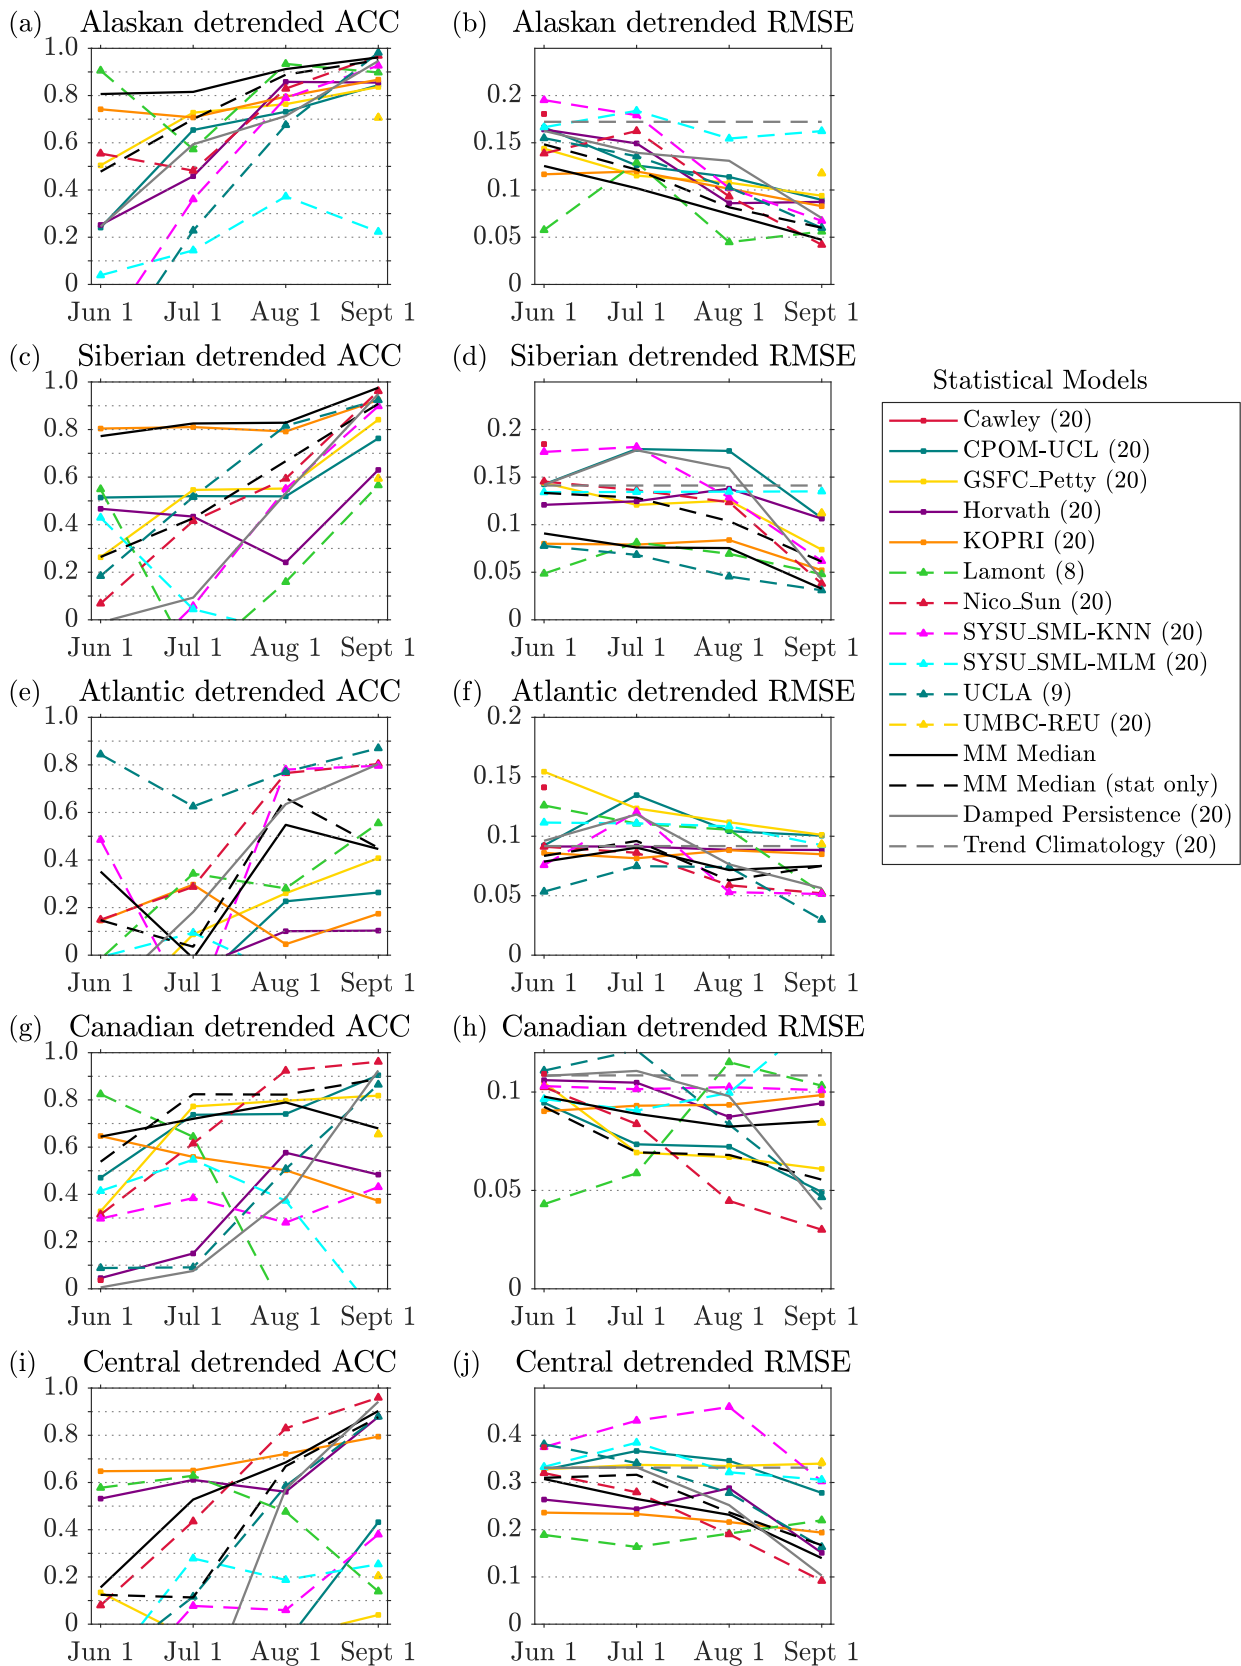 (a) Alaskan detrended ACC
1.0
0.8
0.6
0.4
0.2
0
Jun 1 Jul 1 Aug 1 Sept 1
(b) Alaskan detrended RMSE
0.2
0.15
0.1
0.05
0
Jun 1 Jul 1 Aug 1 Sept 1
(c) Siberian detrended ACC
1.0
0.8
0.6
0.4
0.2
0
Jun 1 Jul 1 Aug 1 Sept 1
(d) Siberian detrended RMSE
0.2
0.15
0.1
0.05
0
Jun 1 Jul 1 Aug 1 Sept 1
(e) Atlantic detrended ACC
1.0
0.8
0.6
0.4
0.2
0
Jun 1 Jul 1 Aug 1 Sept 1
(f) Atlantic detrended RMSE
0.2
0.15
0.1
0.05
0
Jun 1 Jul 1 Aug 1 Sept 1
(g) Canadian detrended ACC
1.0
0.8
0.6
0.4
0.2
0
Jun 1 Jul 1 Aug 1 Sept 1
(h) Canadian detrended RMSE
0.1
0.05
0
Jun 1 Jul 1 Aug 1 Sept 1
(i) Central detrended ACC
1.0
0.8
0.6
0.4
0.2
0
Jun 1 Jul 1 Aug 1 Sept 1
(j) Central detrended RMSE
0.4
0.3
0.2
0.1
0
Jun 1 Jul 1 Aug 1 Sept 1
Statistical Models
Cawley (20)
CPOM-UCL (20)
GSFC_Petty (20)
Horvath (20)
KOPRI (20)
Lamont (8)
Nico_Sun (20)
SYSU_SML-KNN (20)
SYSU_SML-MLM (20)
UCLA (9)
UMBC-REU (20)
MM Median
MM Median (stat only)
Damped Persistence (20)
Trend Climatology (20)